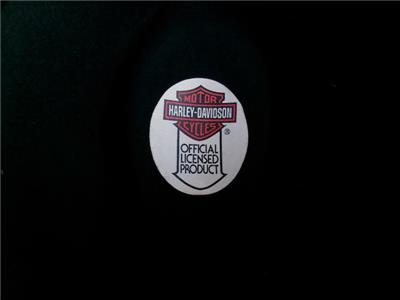 MOTOR
HARLEY-DAVIDSON
CYCLES
®
OFFICIAL
LICENSED
PRODUCT